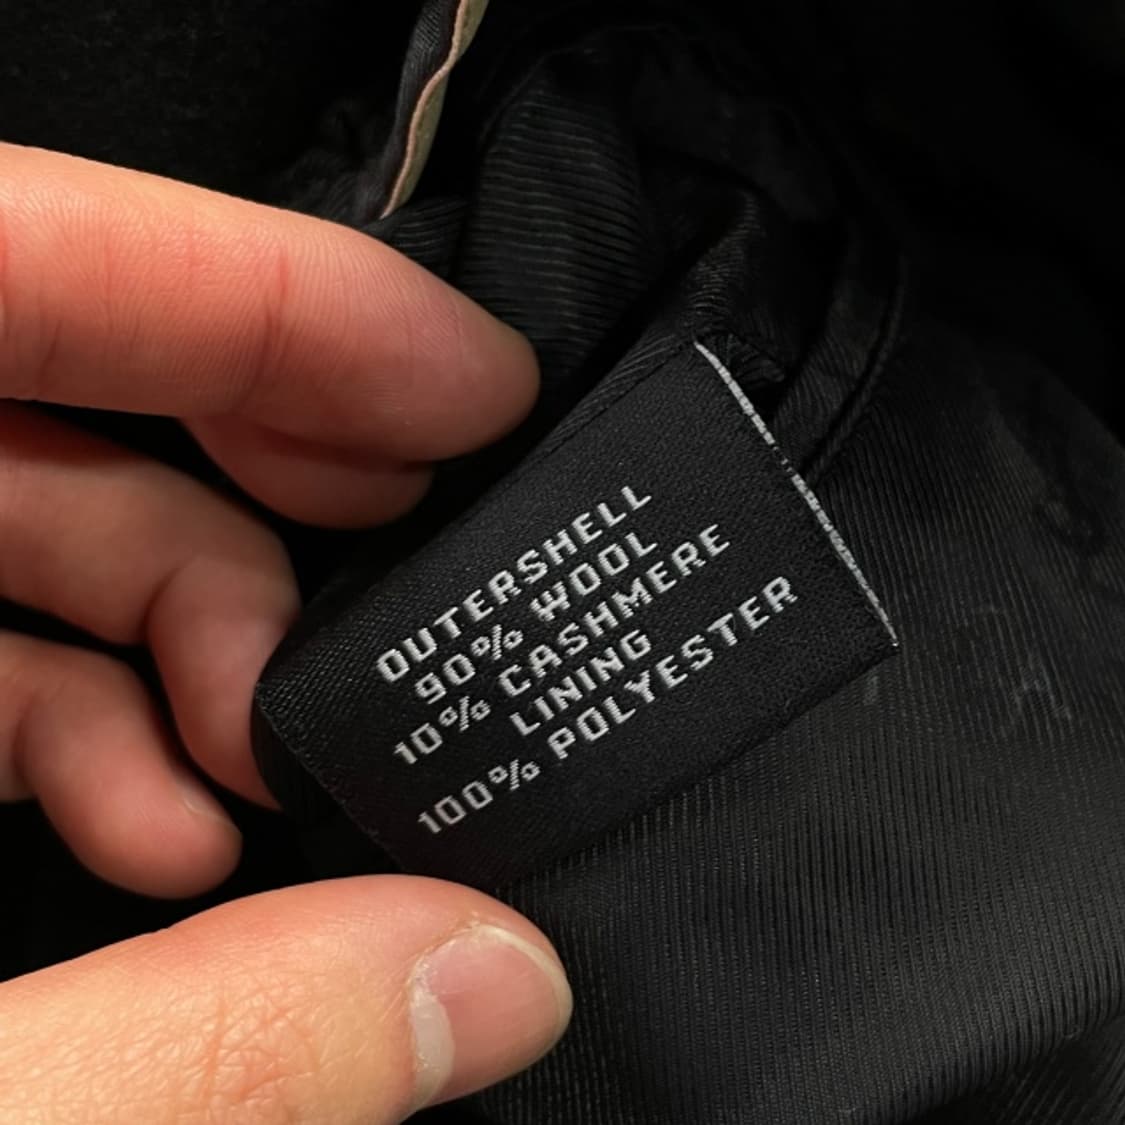 OUTERSHELL
90% WOOL
10% CASHMERE
LINING
100% POLYESTER